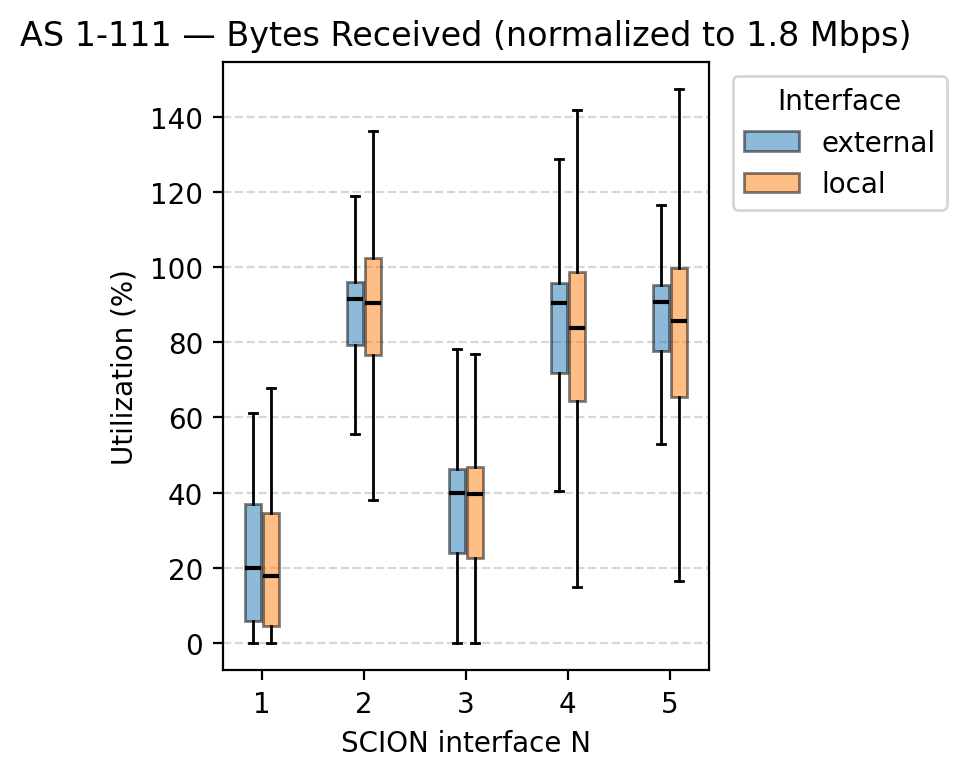 AS 1-111 — Bytes Received (normalized to 1.8 Mbps)
Interface
external
local
Utilization (%)
140
120
100
80
60
40
20
0
1 2 3 4 5
SCION interface N